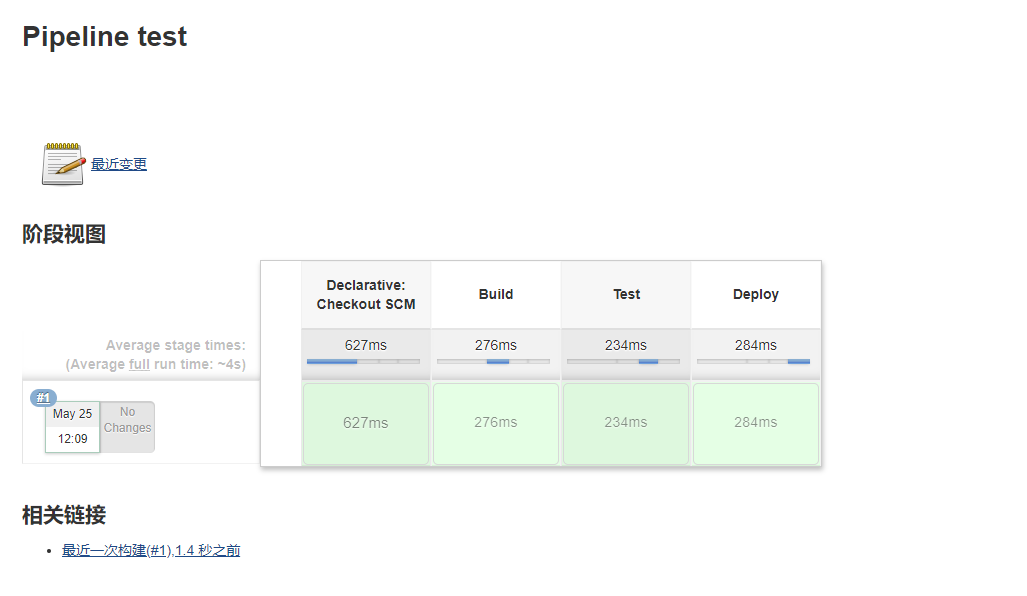 Pipeline test
最近变更
阶段视图
Declarative:
Checkout SCM
Build
Test
Deploy
Average stage times:
(Average full run time: ~4s)
627ms
276ms
234ms
284ms
#1
May 25
12:09
No
Changes
627ms
276ms
234ms
284ms
相关链接
最近一次构建(#1),1.4 秒之前